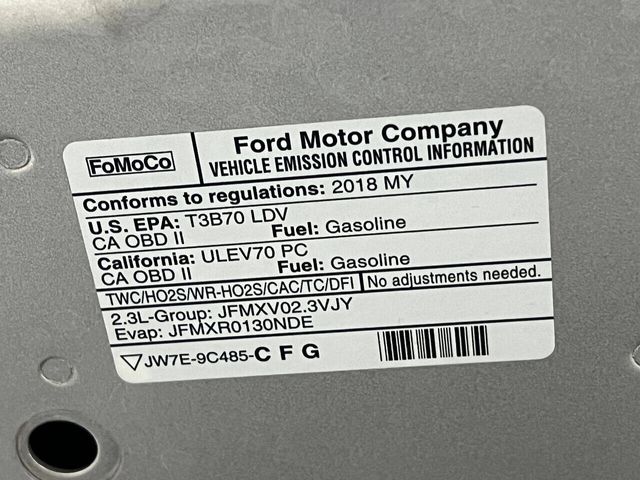 FoMoCo
Ford Motor Company
VEHICLE EMISSION CONTROL INFORMATION
Conforms to regulations: 2018 MY
U.S. EPA: T3B70 LDV
CA OBD II Fuel: Gasoline
California: ULEV70 PC
CA OBD II Fuel: Gasoline
TWC/HO2S/WR-HO2S/CAC/TC/DFI No adjustments needed.
2.3L-Group: JFMXV02.3VJY
Evap: JFMXR0130NDE
JW7E-9C485-C F G